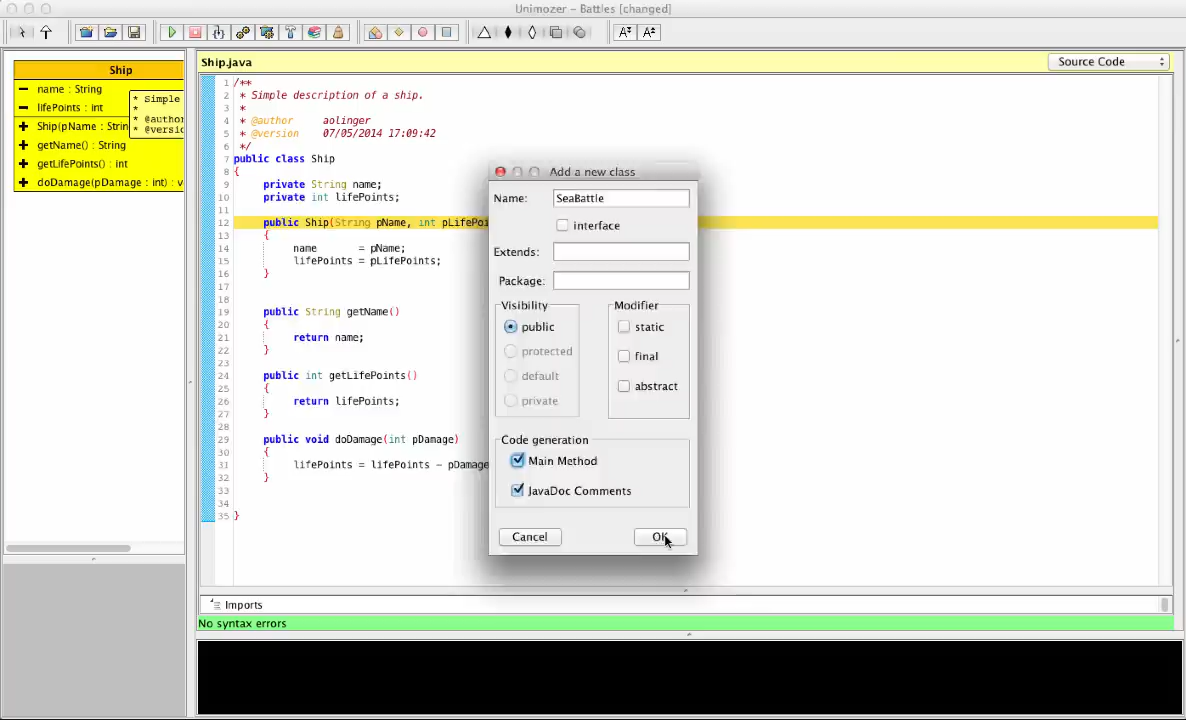 Unimozer – Battles [changed]
Ship
name : String
lifePoints : int
Ship(pName : Strin
getName() : String
getLifePoints() : int
doDamage(pDamage : int) : v
* Simple
*
* @author
* @versio
Ship.java
Source Code
1 /**
2 * Simple description of a ship.
3 *
4 * @author aolinger
5 * @version 07/05/2014 17:09:42
6 */
7 public class Ship
8 {
9 private String name;
10 private int lifePoints;
11
12 public Ship(String pName, int pLifePoi
13 {
14 name = pName;
15 lifePoints = pLifePoints;
16 }
17
18
19 public String getName()
20 {
21 return name;
22 }
23
24 public int getLifePoints()
25 {
26 return lifePoints;
27 }
28
29 public void doDamage(int pDamage)
30 {
31 lifePoints = lifePoints - pDamage
32 }
33
34
35 }
Add a new class
Name: SeaBattle
interface
Extends:
Package:
Visibility
public
protected
default
private
Modifier
static
final
abstract
Code generation
Main Method
JavaDoc Comments
Cancel
OK
Imports
No syntax errors